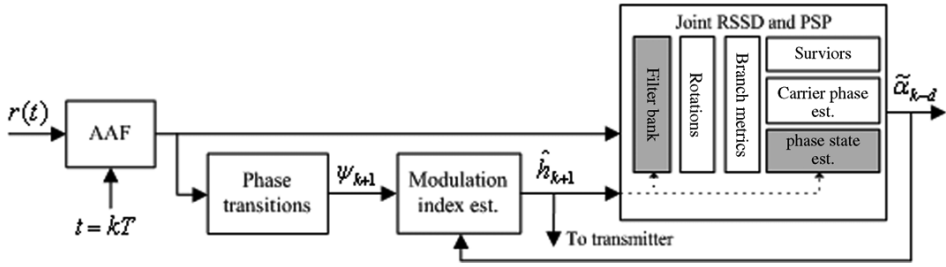 Joint RSSD and PSP
Filter bank
Rotations
Branch metrics
Surviors
Carrier phase
est.
phase state
est.
α̃ₖ₋d
r(t)
AAF
t = kT
Phase
transitions
ψₖ₊₁
Modulation
index est.
ĥₖ₊₁
To transmitter